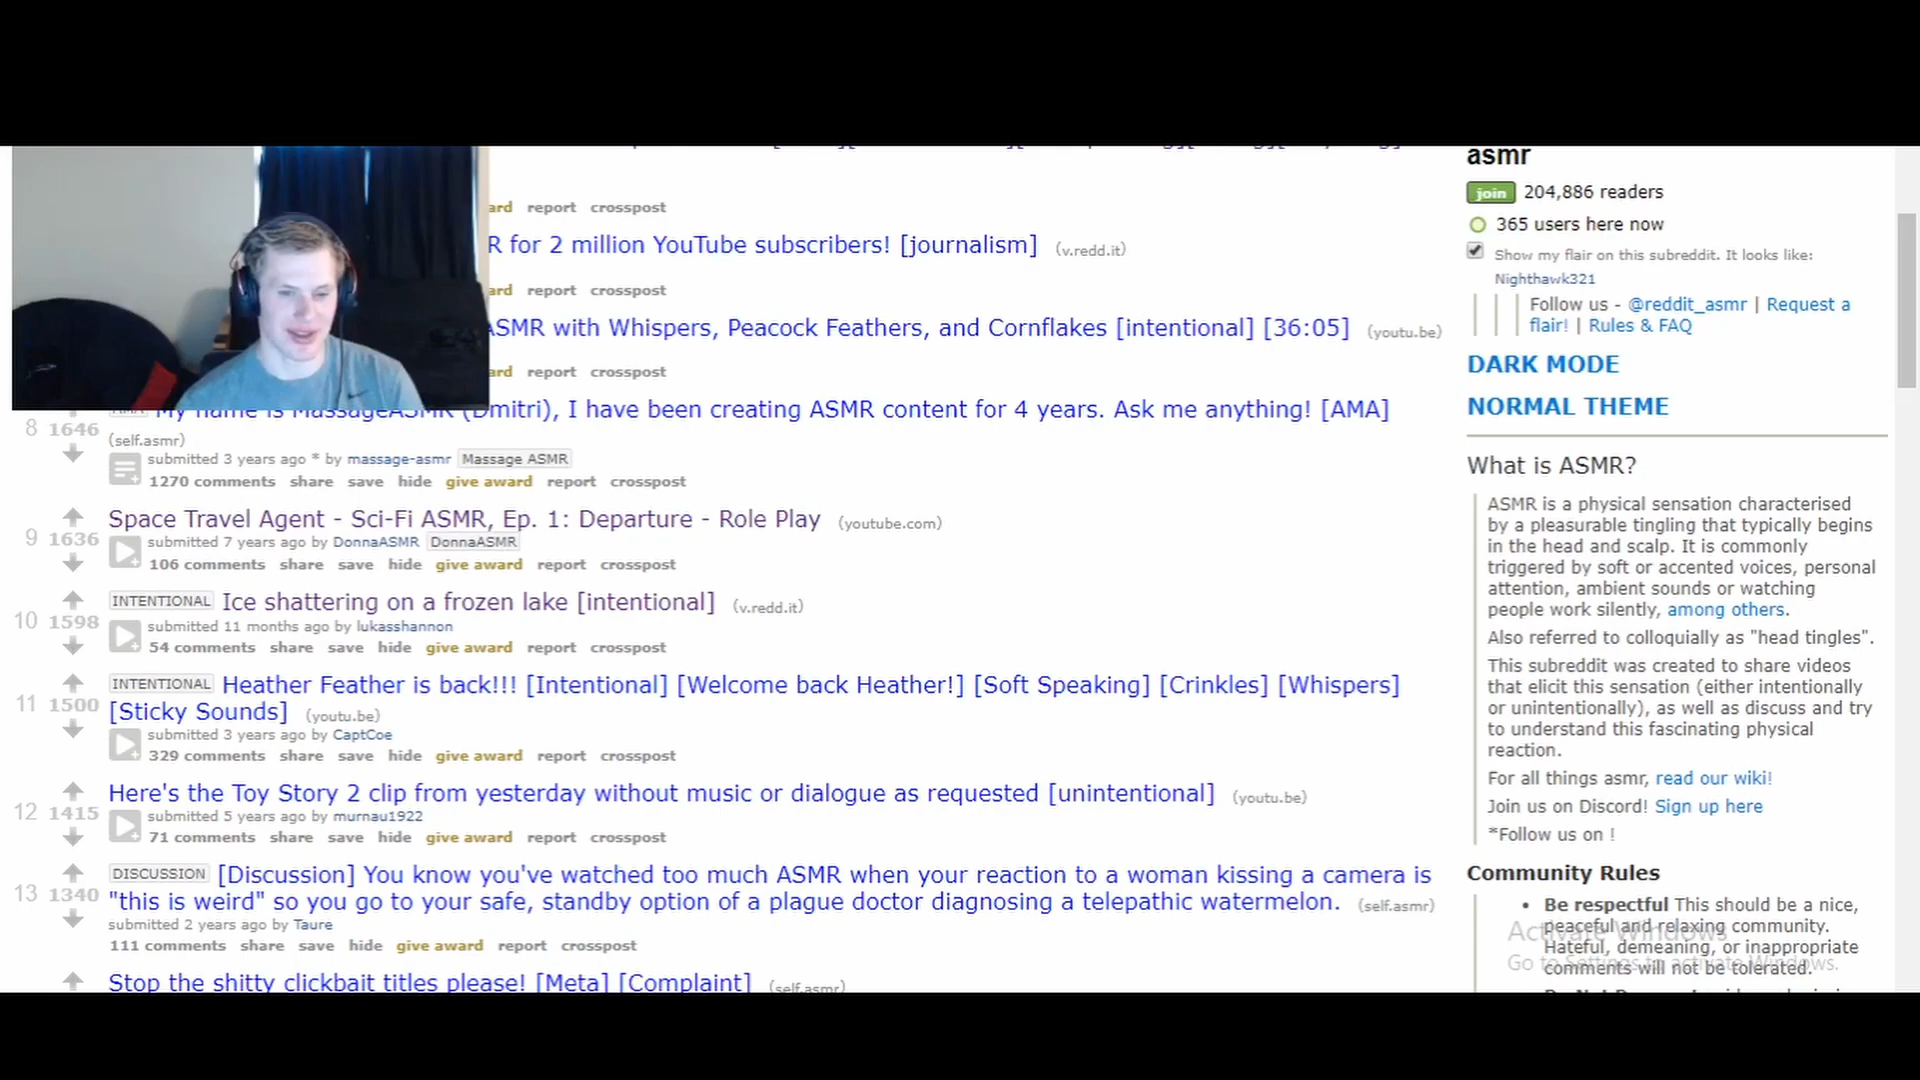 asmr
join 204,886 readers
365 users here now
Show my flair on this subreddit. It looks like:
Nighthawk321
Follow us - @reddit_asmr | Request a
flair! | Rules & FAQ
DARK MODE
NORMAL THEME
What is ASMR?
ASMR is a physical sensation characterised
by a pleasurable tingling that typically begins
in the head and scalp. It is commonly
triggered by soft or accented voices, personal
attention, ambient sounds or watching
people work silently, among others.
Also referred to colloquially as "head tingles".
This subreddit was created to share videos
that elicit this sensation (either intentionally
or unintentionally), as well as discuss and try
to understand this fascinating physical
reaction.
For all things asmr, read our wiki!
Join us on Discord! Sign up here
*Follow us on !
Community Rules
• Be respectful This should be a nice,
peaceful and relaxing community.
Hateful, demeaning, or inappropriate
comments will not be tolerated.
Activate Windows
Go to Settings to activate Windows.
report crosspost
R for 2 million YouTube subscribers! [journalism] (v.redd.it)
report crosspost
ASMR with Whispers, Peacock Feathers, and Cornflakes [intentional] [36:05] (youtu.be)
report crosspost
8 1646 My name is MassageASMR (Dmitri), I have been creating ASMR content for 4 years. Ask me anything! [AMA]
(self.asmr)
submitted 3 years ago * by massage-asmr Massage ASMR
1270 comments share save hide give award report crosspost
9 1636 Space Travel Agent - Sci-Fi ASMR, Ep. 1: Departure - Role Play (youtube.com)
submitted 7 years ago by DonnaASMR DonnaASMR
106 comments share save hide give award report crosspost
10 1598 INTENTIONAL Ice shattering on a frozen lake [intentional] (v.redd.it)
submitted 11 months ago by lukasshannon
54 comments share save hide give award report crosspost
11 1500 INTENTIONAL Heather Feather is back!!! [Intentional] [Welcome back Heather!] [Soft Speaking] [Crinkles] [Whispers]
[Sticky Sounds] (youtu.be)
submitted 3 years ago by CaptCoe
329 comments share save hide give award report crosspost
12 1415 Here's the Toy Story 2 clip from yesterday without music or dialogue as requested [unintentional] (youtu.be)
submitted 5 years ago by murnau1922
71 comments share save hide give award report crosspost
13 1340 DISCUSSION [Discussion] You know you've watched too much ASMR when your reaction to a woman kissing a camera is
"this is weird" so you go to your safe, standby option of a plague doctor diagnosing a telepathic watermelon. (self.asmr)
submitted 2 years ago by Taure
111 comments share save hide give award report crosspost
Stop the shitty clickbait titles please! [Meta] [Complaint] (self.asmr)